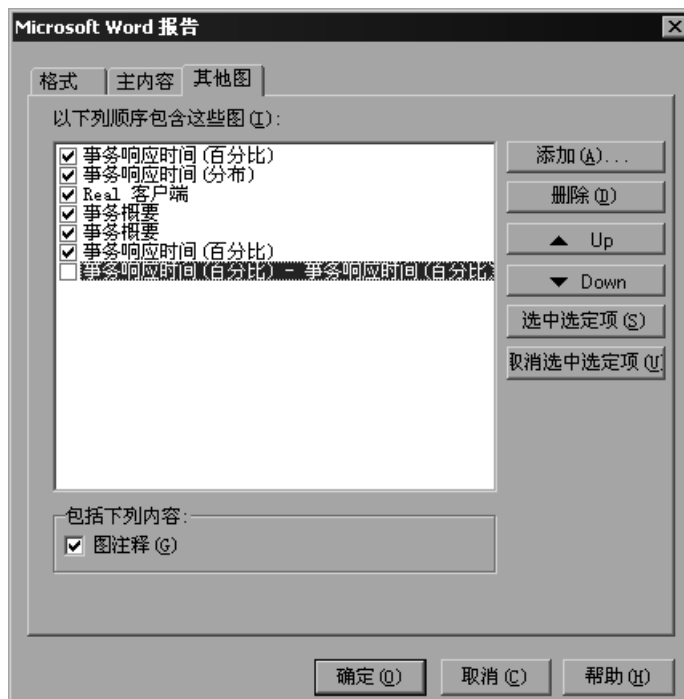 Microsoft Word 报告
格式 主内容 其他图
以下列顺序包含这些图(I):
事务响应时间(百分比)
事务响应时间(分布)
Real 客户端
事务概要
事务概要
事务响应时间(百分比)
事务响应时间(百分比) - 事务响应时间(百分比
添加(A)...
删除(D)
Up
Down
选中选定项(S)
取消选中选定项(U
包括下列内容:
图注释(G)
确定(O) 取消(C) 帮助(H)